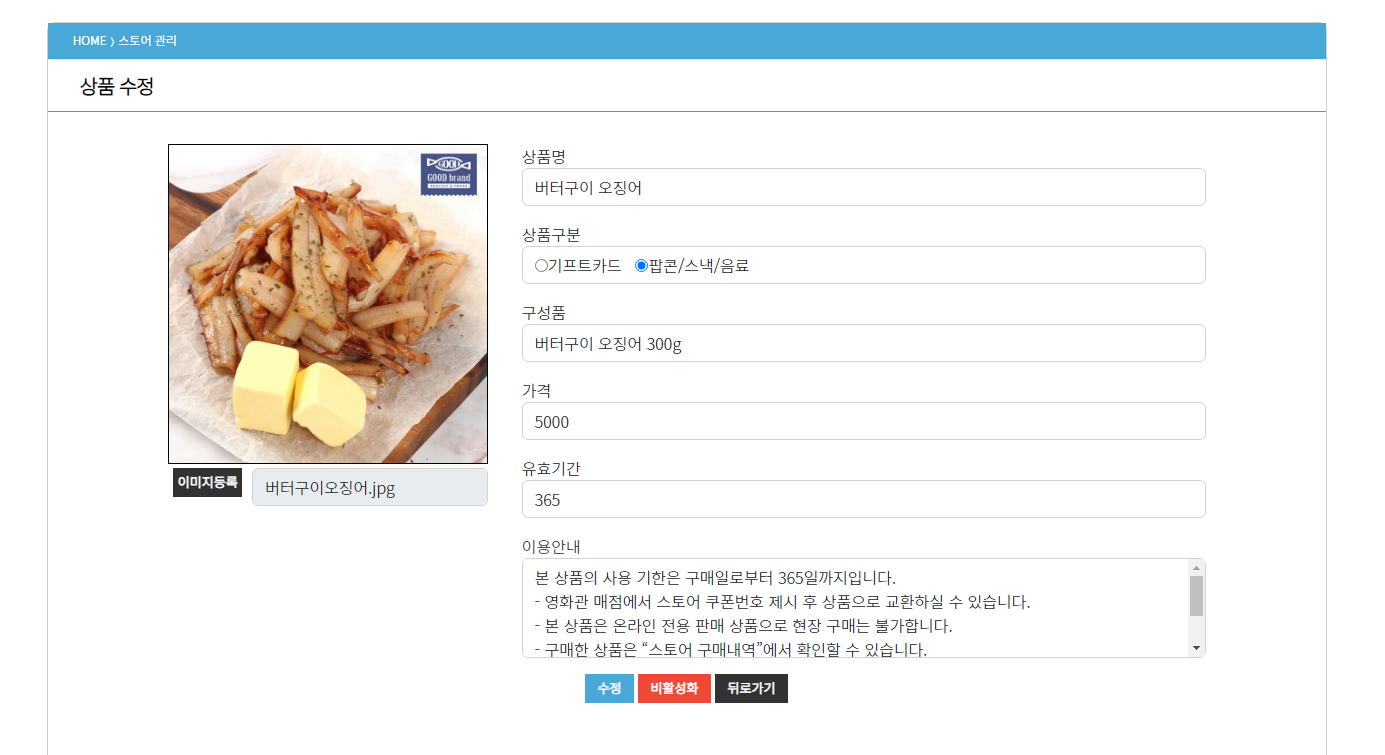 HOME 〉 스토어 관리
상품 수정
GOOD
GOOD brand
이미지등록
버터구이오징어.jpg
상품명
버터구이 오징어
상품구분
기프트카드 팝콘/스낵/음료
구성품
버터구이 오징어 300g
가격
5000
유효기간
365
이용안내
본 상품의 사용 기한은 구매일로부터 365일까지입니다.
- 영화관 매점에서 스토어 쿠폰번호 제시 후 상품으로 교환하실 수 있습니다.
- 본 상품은 온라인 전용 판매 상품으로 현장 구매는 불가합니다.
- 구매한 상품은 “스토어 구매내역”에서 확인할 수 있습니다.
수정 비활성화 뒤로가기